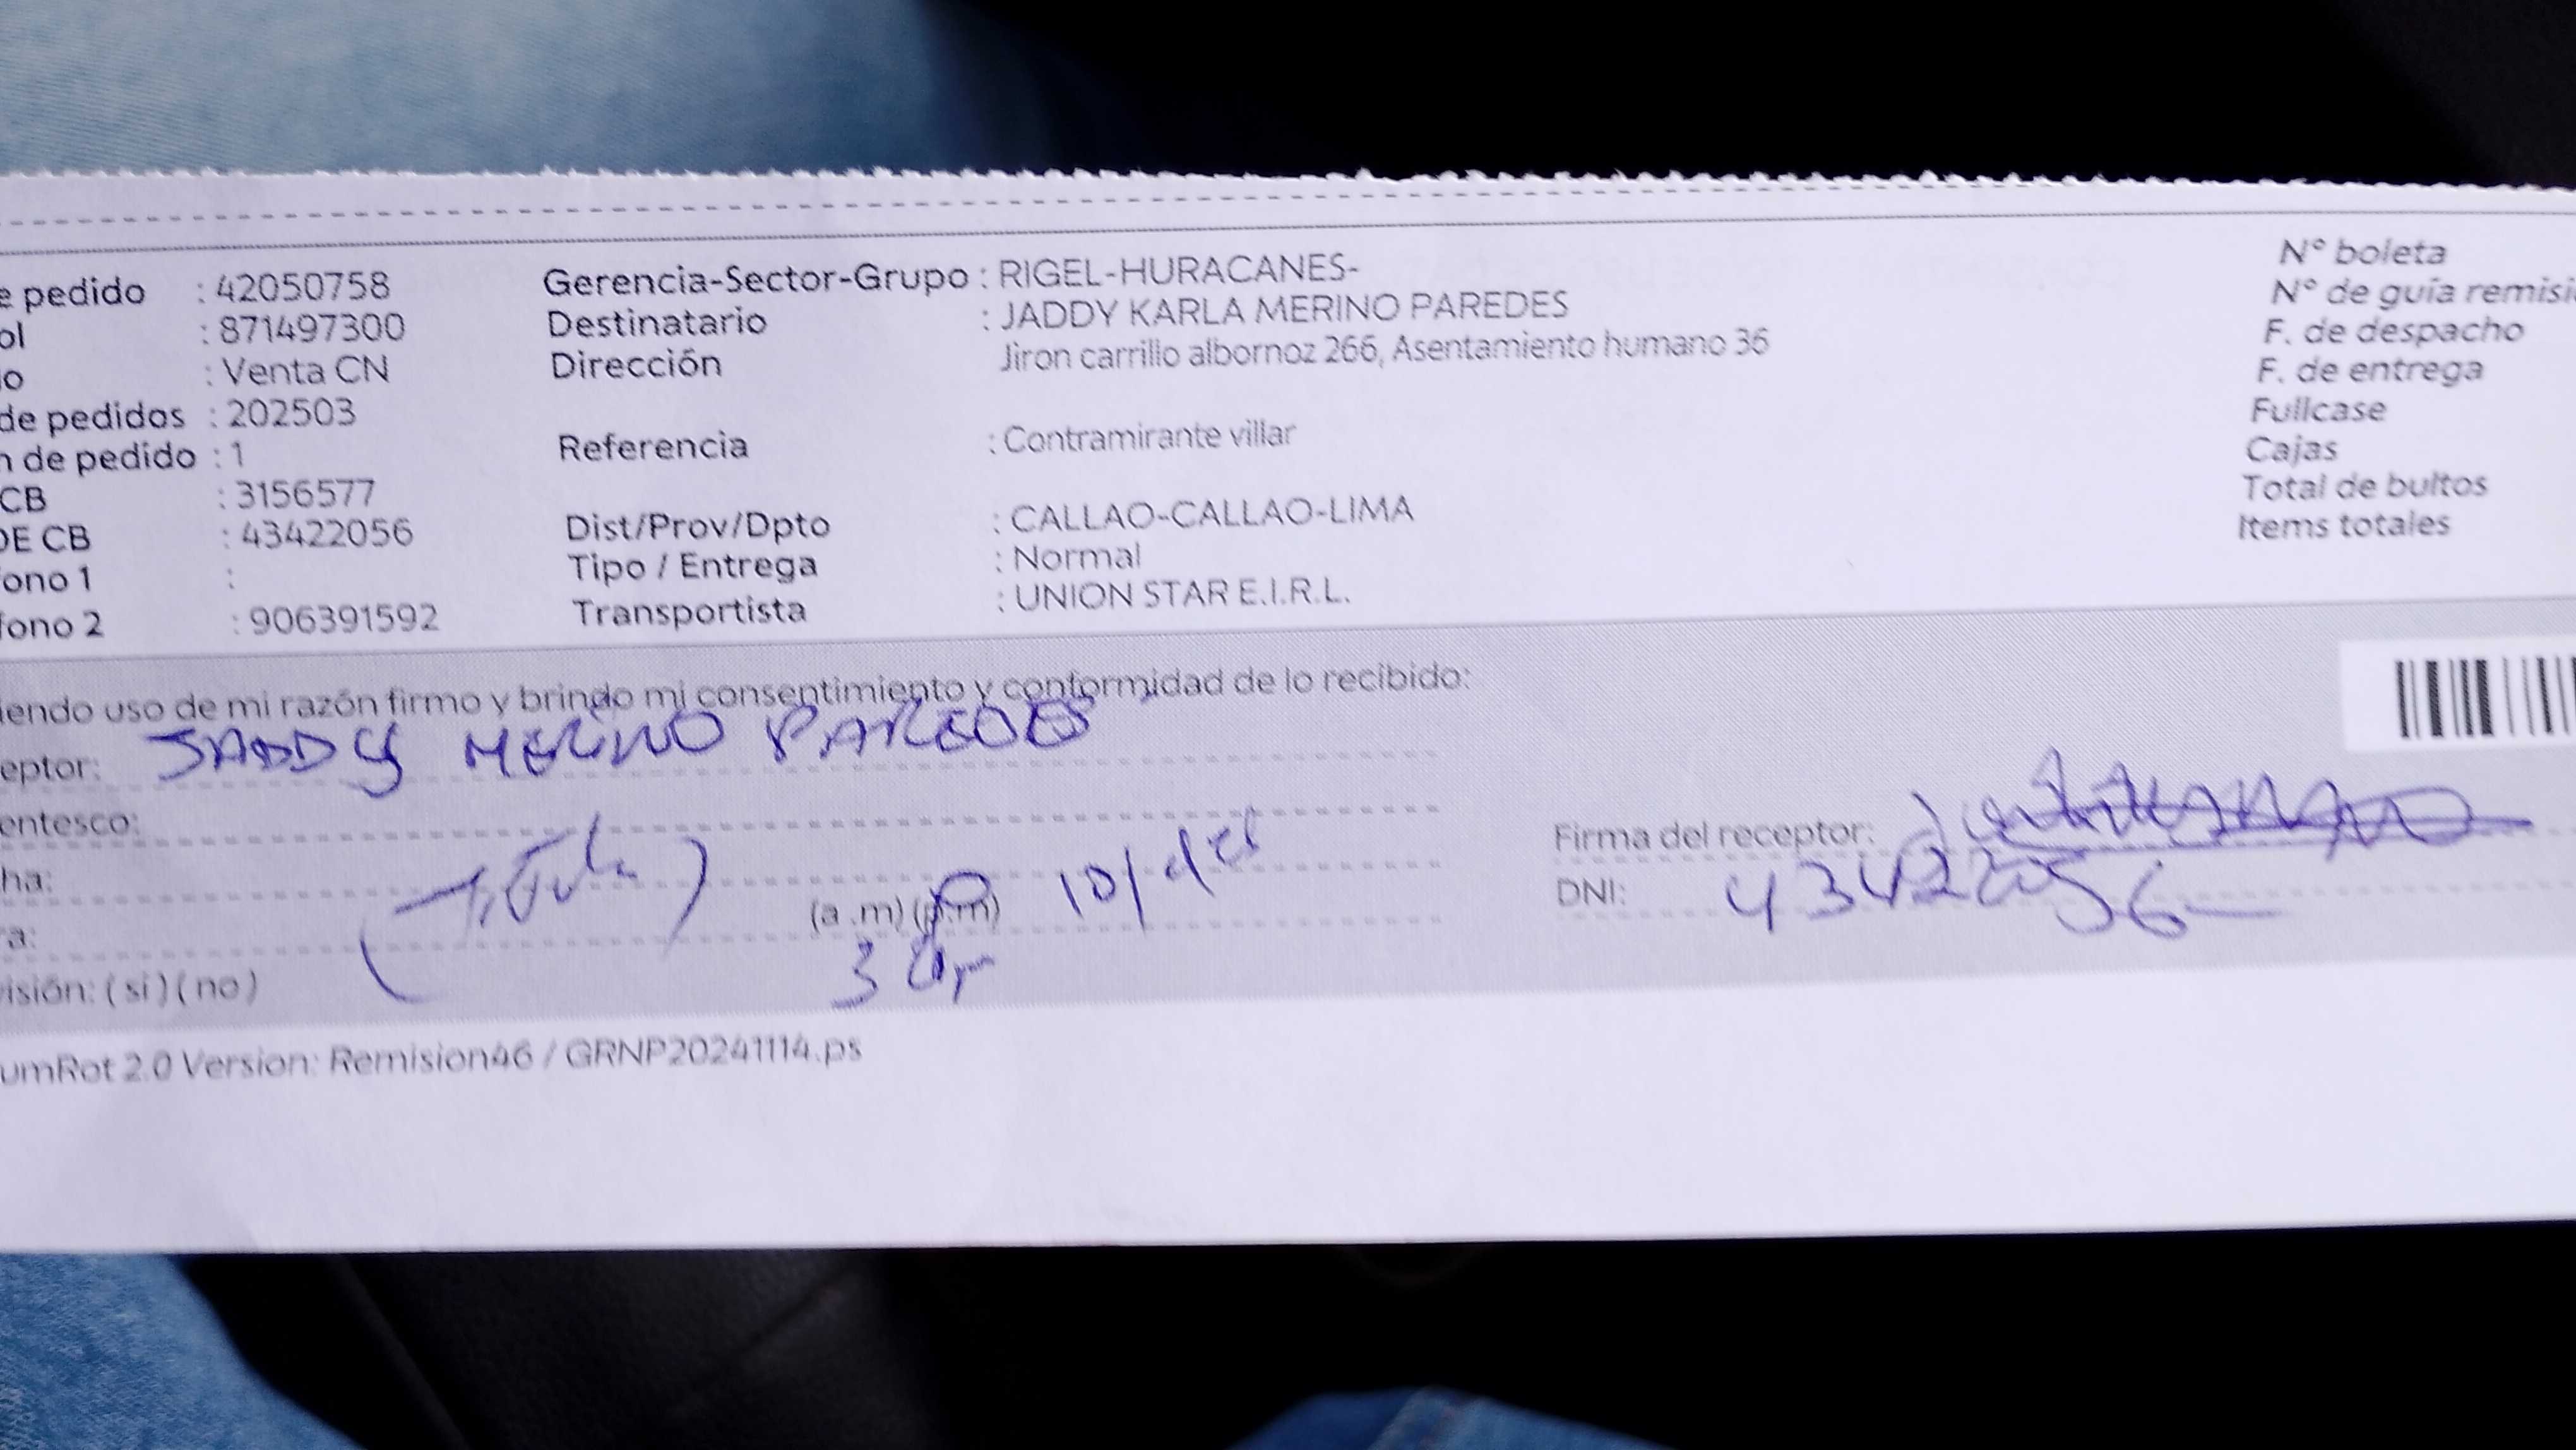 e pedido : 42050758
ol : 871497300
o : Venta CN
de pedidos : 202503
n de pedido : 1
CB : 3156577
DE CB : 43422056
fono 1 :
fono 2 : 906391592
Gerencia-Sector-Grupo : RIGEL-HURACANES-
Destinatario : JADDY KARLA MERINO PAREDES
Dirección Jiron carrillo albornoz 266, Asentamiento humano 36
Referencia : Contramirante villar
Dist/Prov/Dpto : CALLAO-CALLAO-LIMA
Tipo / Entrega : Normal
Transportista : UNION STAR E.I.R.L.
N° boleta
N° de guía remisi
F. de despacho
F. de entrega
Fullcase
Cajas
Total de bultos
Items totales
iendo uso de mi razón firmo y brindo mi consentimiento y conformidad de lo recibido:
eptor: JADDY MERINO PAREDES
entesco:
ha:
ra: (a .m) (p.m)
isión: ( si ) ( no )
Firma del receptor:
DNI: 43422056
umRot 2.0 Version: Remision46 / GRNP20241114.ps